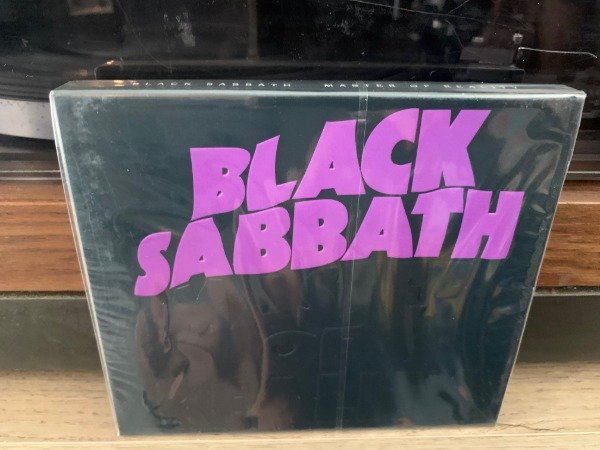 BLACK SABBATH MASTER OF REALITY
BLACK
SABBATH